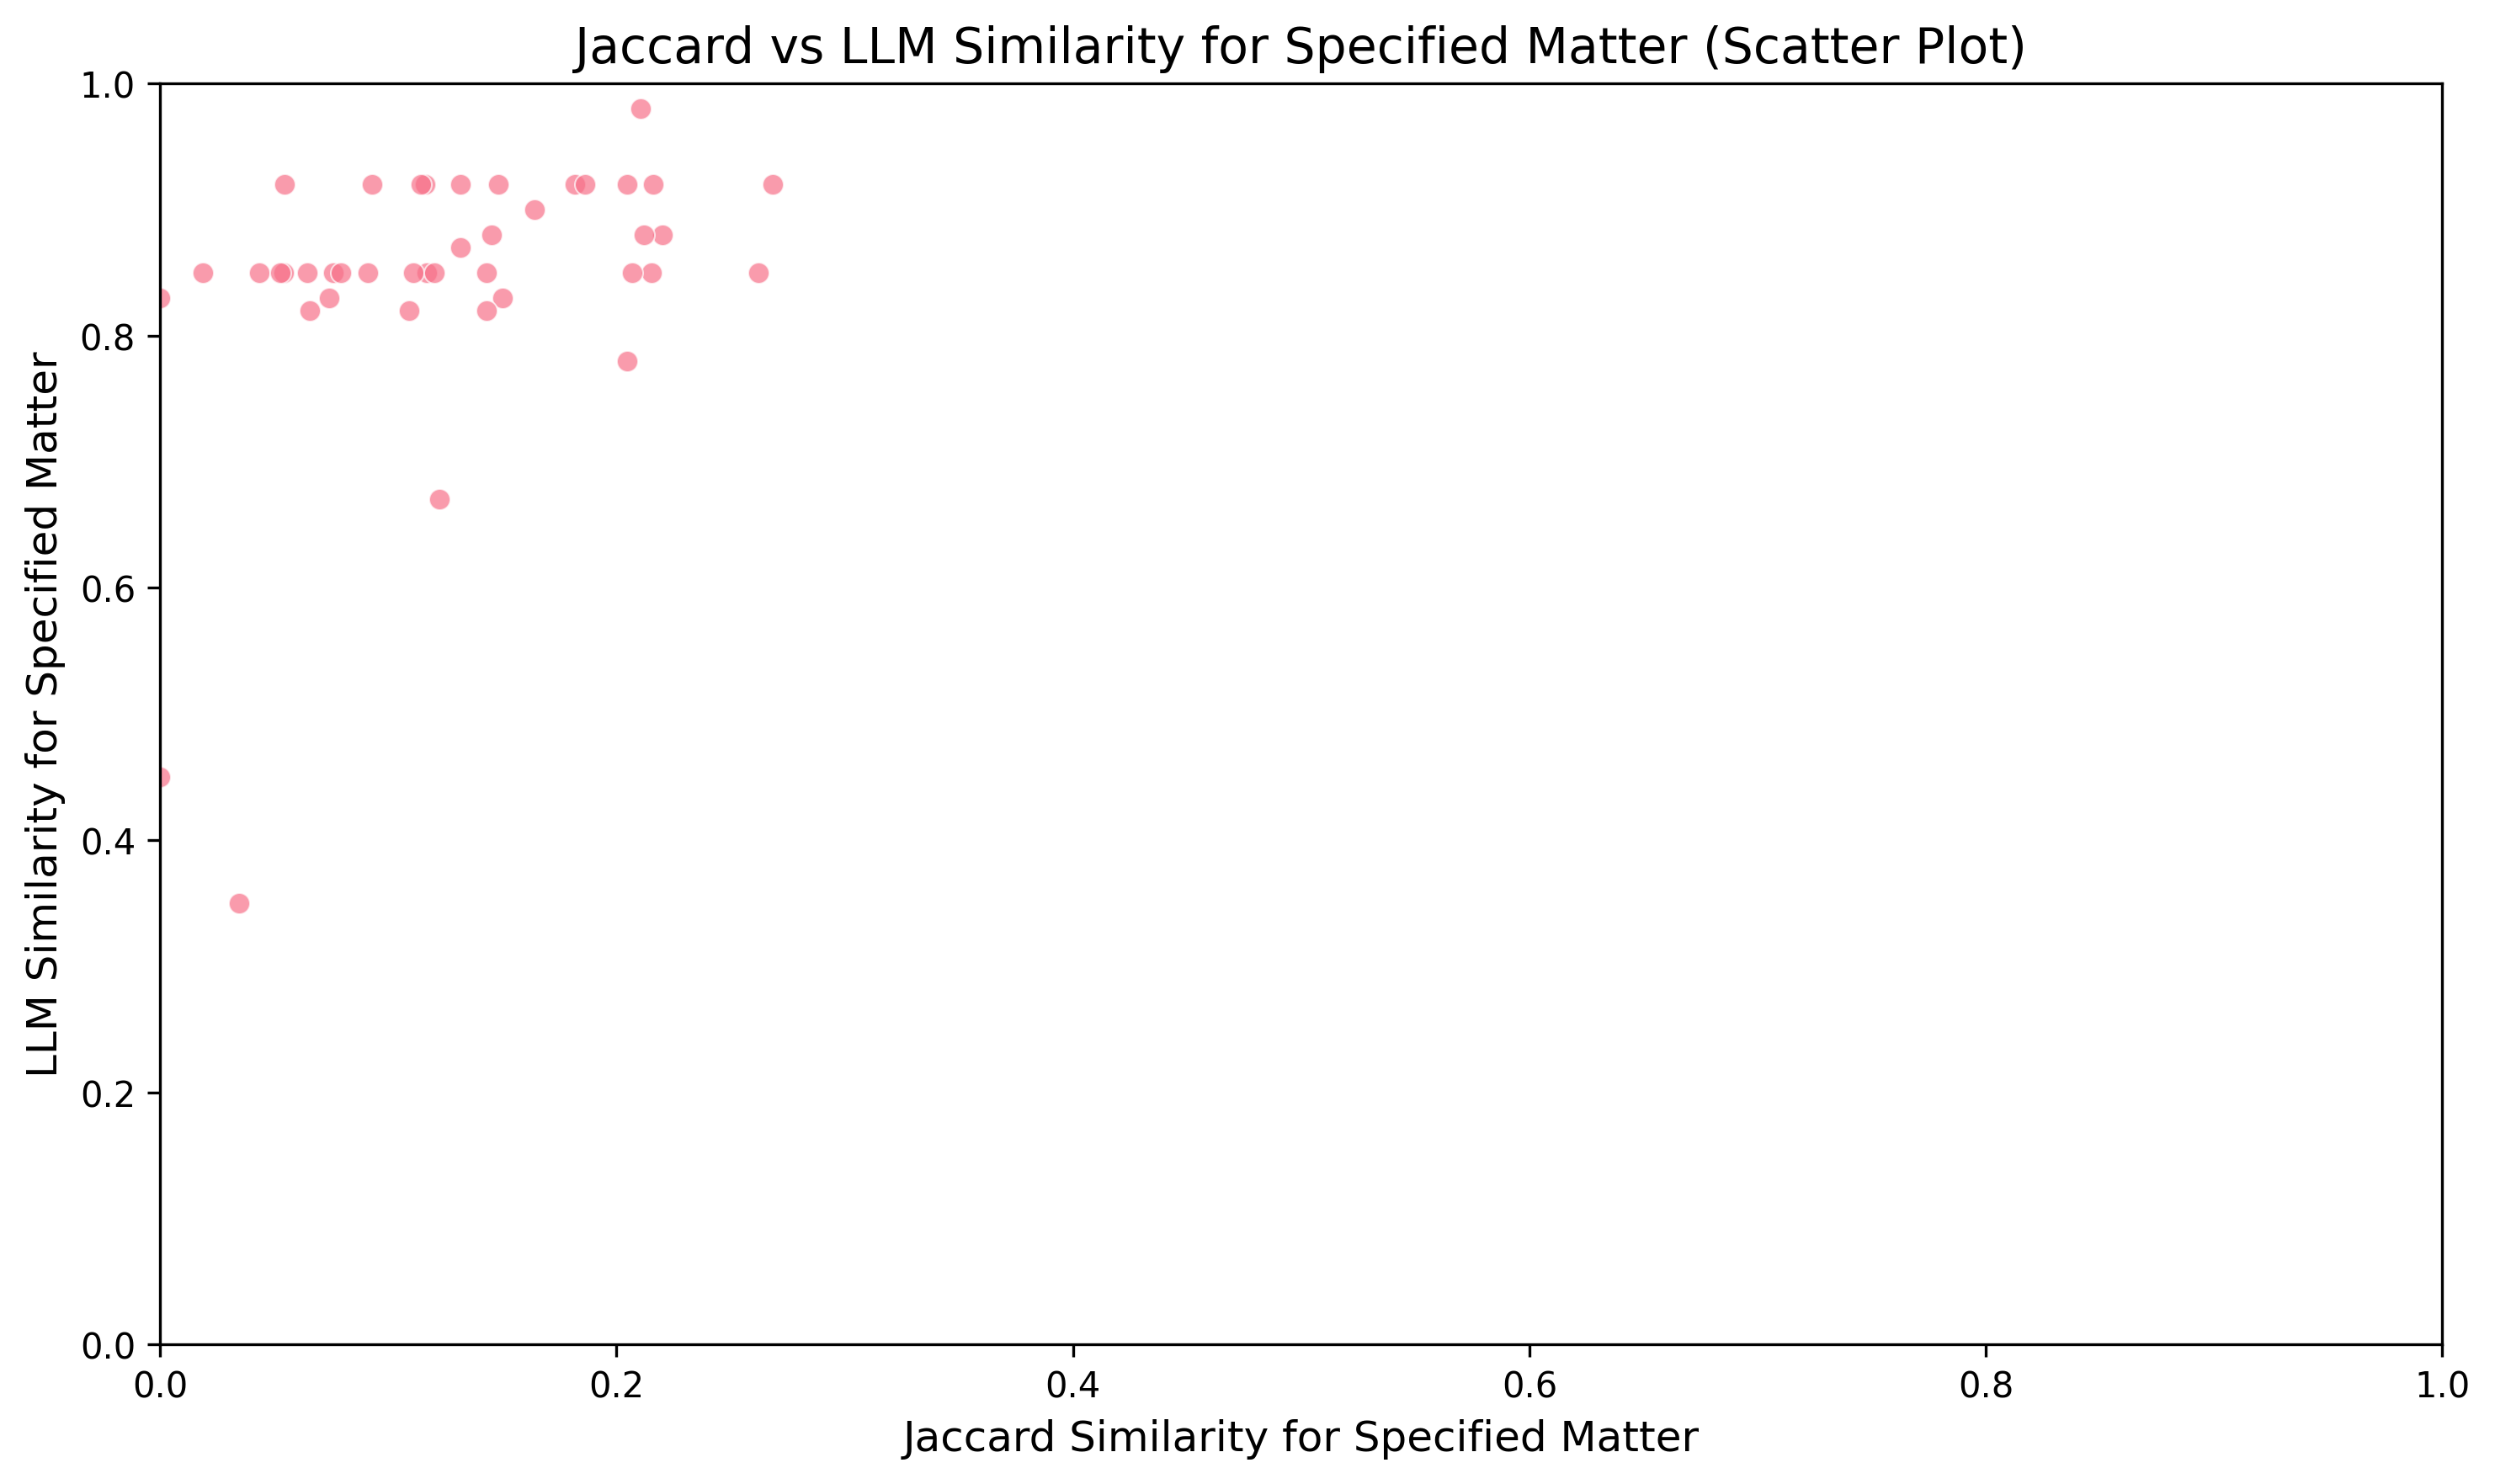 Jaccard vs LLM Similarity for Specified Matter (Scatter Plot)
1.0
0.8
0.6
0.4
0.2
0.0
LLM Similarity for Specified Matter
0.0 0.2 0.4 0.6 0.8 1.0
Jaccard Similarity for Specified Matter